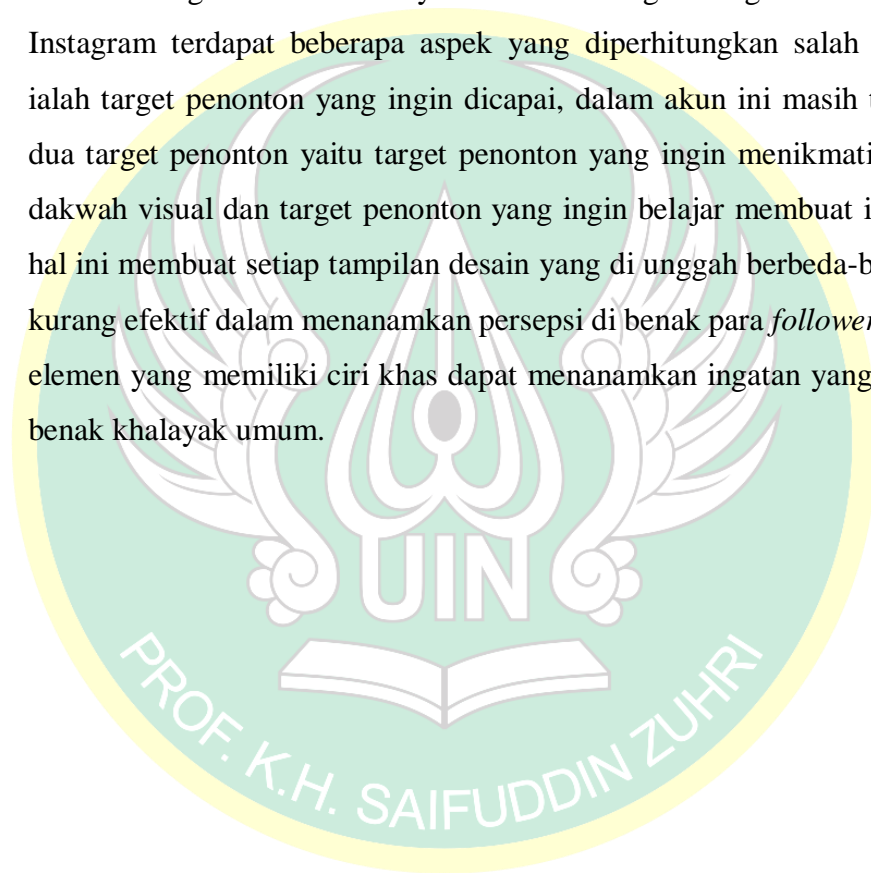 Instagram terdapat beberapa aspek yang diperhitungkan salah
ialah target penonton yang ingin dicapai, dalam akun ini masih
dua target penonton yaitu target penonton yang ingin menikmati
dakwah visual dan target penonton yang ingin belajar membuat
hal ini membuat setiap tampilan desain yang di unggah berbeda-b
kurang efektif dalam menanamkan persepsi di benak para follower
elemen yang memiliki ciri khas dapat menanamkan ingatan yang
benak khalayak umum.
UIN
PROF. K.H. SAIFUDDIN ZUHRI